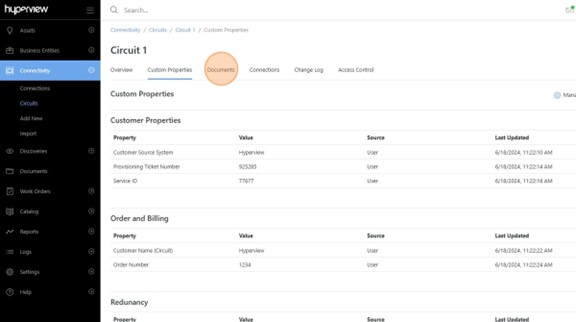 hyperview
Search...
Assets
Business Entities
Connectivity
Connections
Circuits
Add New
Import
Discoveries
Documents
Work Orders
Catalog
Reports
Logs
Settings
Help
Connectivity / Circuits / Circuit 1 / Custom Properties
Circuit 1
Overview Custom Properties Documents Connections Change Log Access Control
Custom Properties
Mana
Customer Properties
Property Value Source Last Updated
Customer Source System Hyperview User 6/18/2024, 11:22:10 AM
Provisioning Ticket Number 925285 User 6/18/2024, 11:22:14 AM
Service ID 77677 User 6/18/2024, 11:22:18 AM
Order and Billing
Property Value Source Last Updated
Customer Name (Circuit) Hyperview User 6/18/2024, 11:22:22 AM
Order Number 1234 User 6/18/2024, 11:22:24 AM
Redunancy
Property Value Source Last Updated